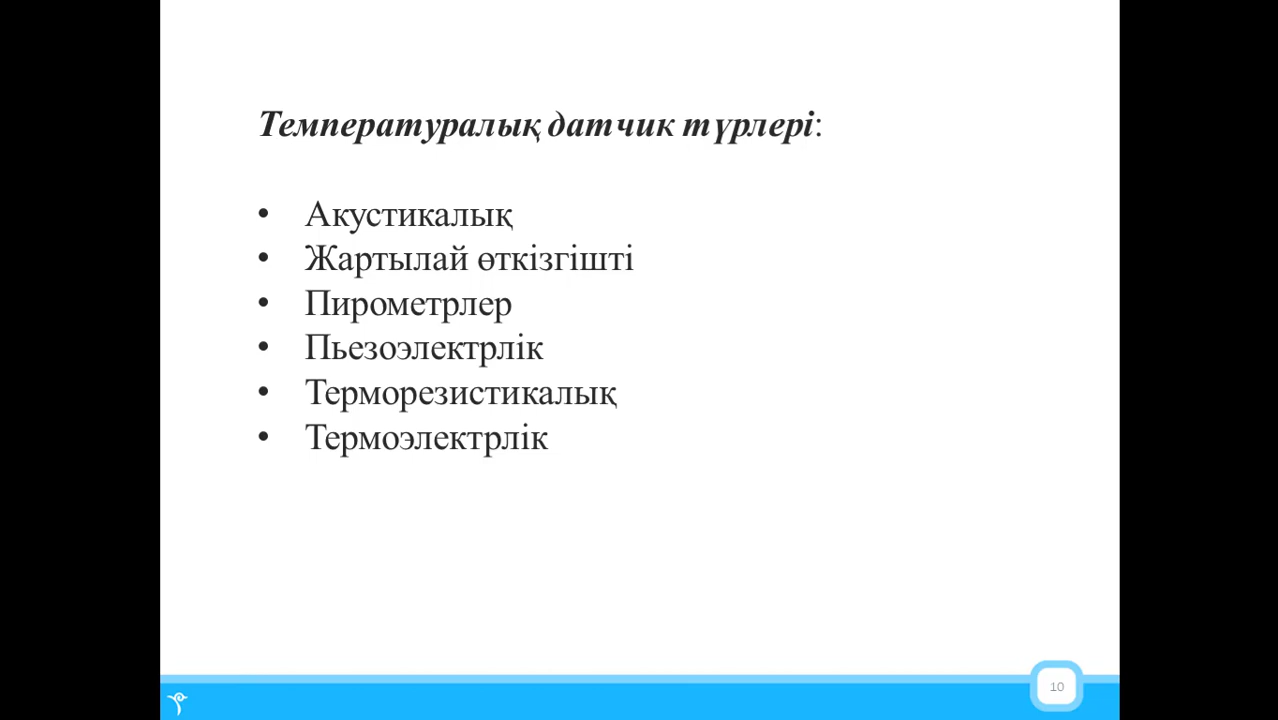 Температуралық датчик түрлері:
• Акустикалық
• Жартылай өткізгішті
• Пирометрлер
• Пьезоэлектрлік
• Терморезистикалық
• Термоэлектрлік
10